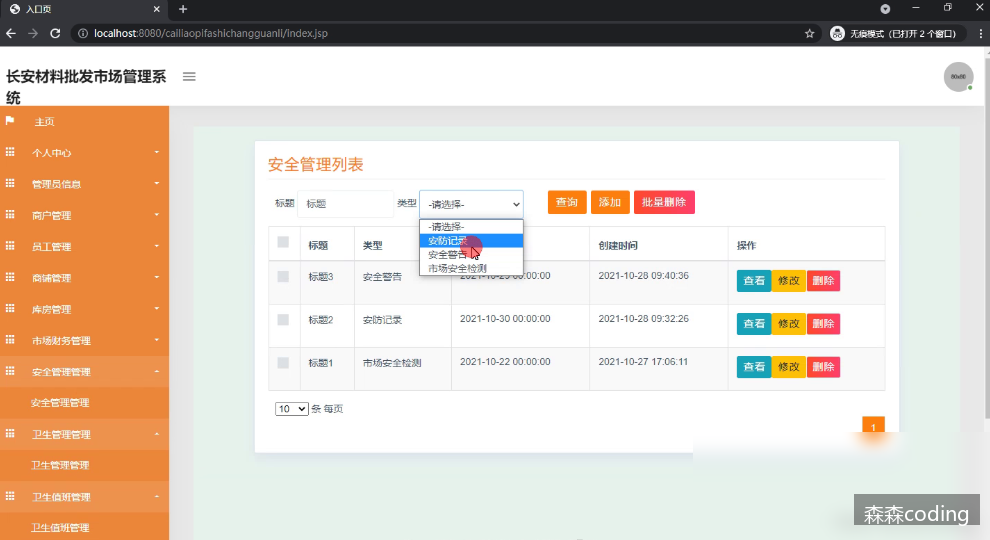 入口页
localhost:8080/cailiaopifashichangguanli/index.jsp
无痕模式（已打开 2 个窗口）
长安材料批发市场管理系
统
60x60
主页
个人中心
管理员信息
商户管理
员工管理
商铺管理
库房管理
市场财务管理
安全管理管理
安全管理管理
卫生管理管理
卫生管理管理
卫生值班管理
卫生值班管理
安全管理列表
标题 标题 类型 -请选择- 查询 添加 批量删除
-请选择-
安防记录
安全警告
市场安全检测
标题 类型 创建时间 操作
标题3 安全警告 00:00:00 2021-10-28 09:40:36 查看 修改 删除
标题2 安防记录 2021-10-30 00:00:00 2021-10-28 09:32:26 查看 修改 删除
标题1 市场安全检测 2021-10-22 00:00:00 2021-10-27 17:06:11 查看 修改 删除
10 条 每页
1
森森coding